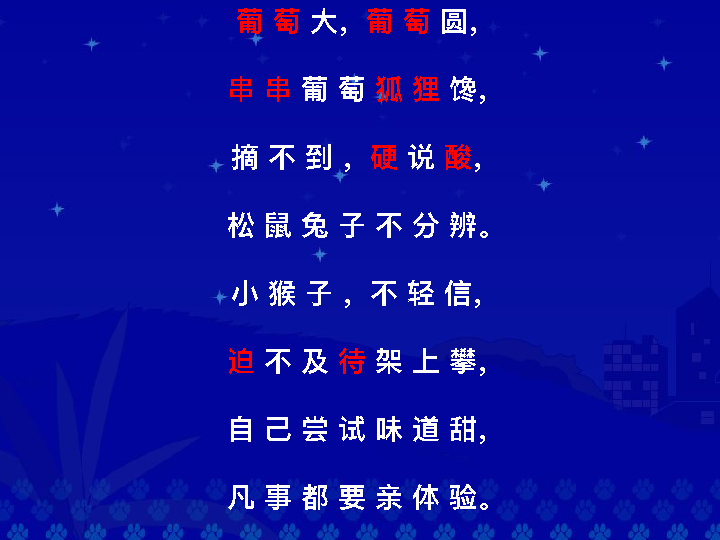 葡萄大，葡萄圆，
串串葡萄狐狸馋，
摘不到，硬说酸，
松鼠兔子不分辨。
小猴子，不轻信，
迫不及待架上攀，
自己尝试味道甜，
凡事都要亲体验。